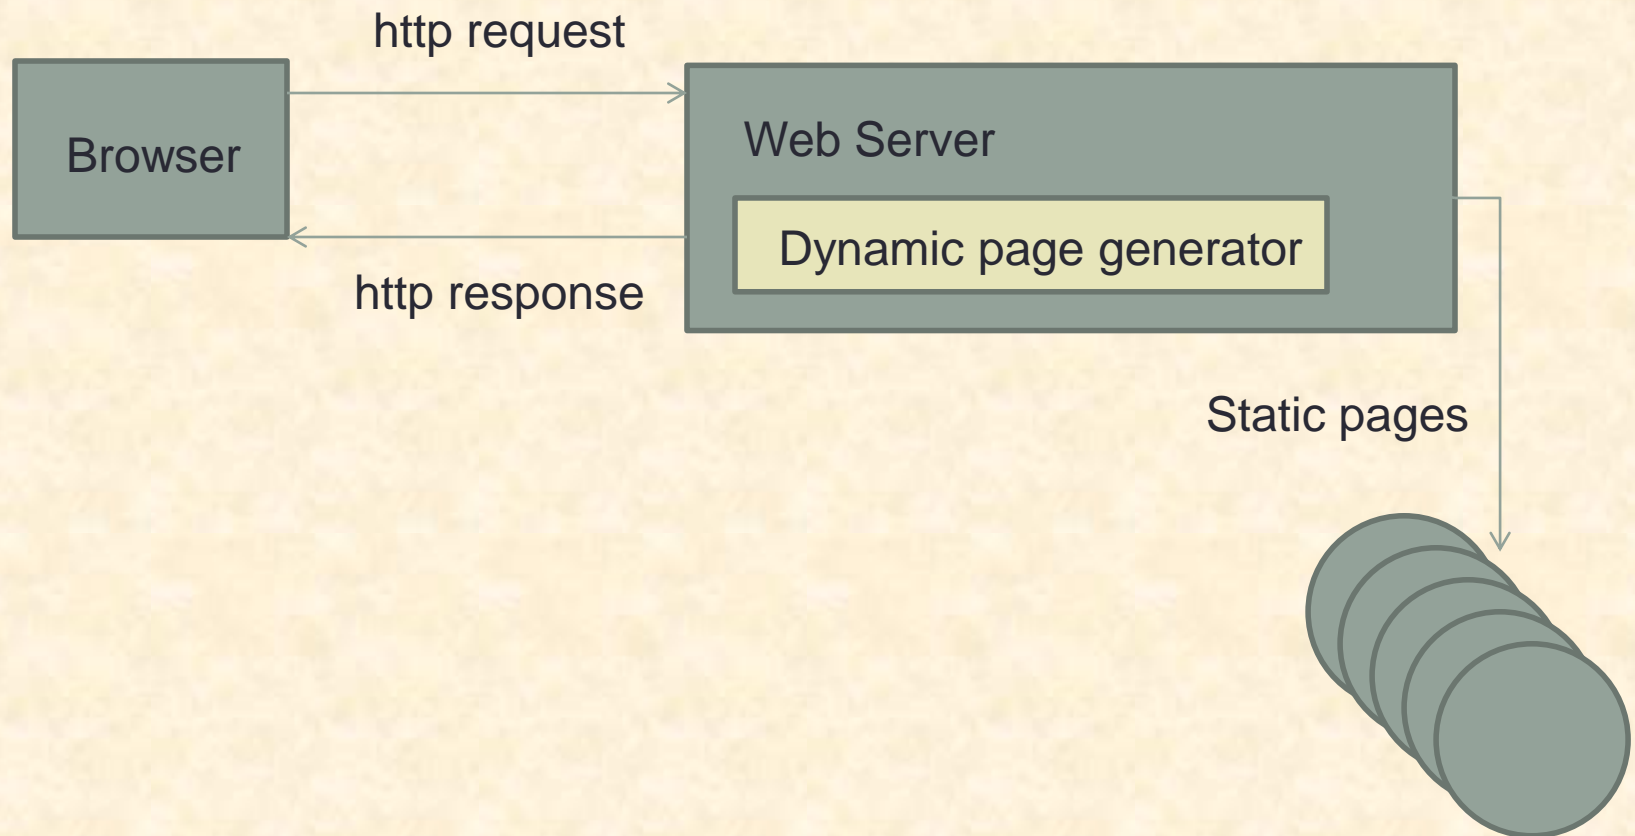 http request
Browser
Web Server
Dynamic page generator
http response
Static pages